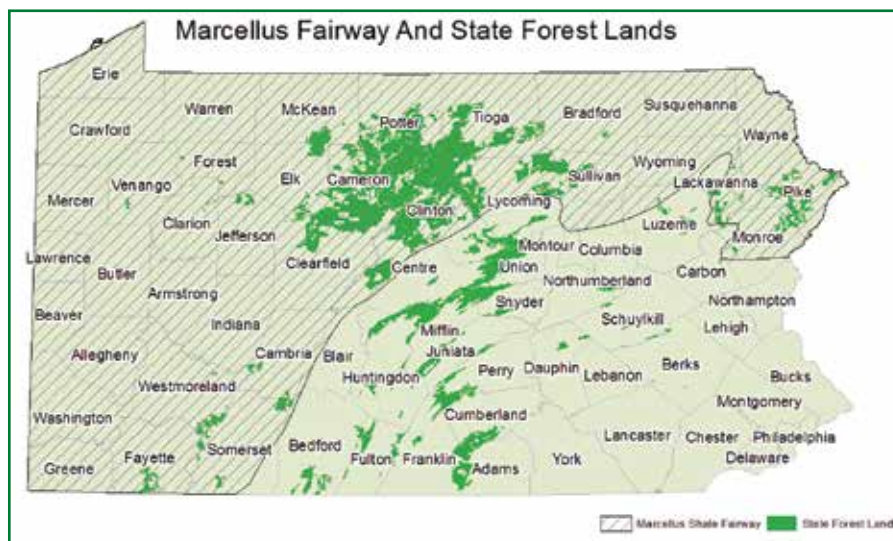 Marcellus Fairway And State Forest Lands
Erie
Warren
McKean
Potter
Tioga
Bradford
Susquehanna
Wayne
Crawford
Forest
Elk
Cameron
Sullivan
Wyoming
Lackawanna
Pike
Mercer
Venango
Clarion
Jefferson
Clinton
Lycoming
Luzerne
Monroe
Lawrence
Butler
Clearfield
Centre
Montour
Columbia
Union
Northumberland
Carbon
Beaver
Armstrong
Indiana
Snyder
Schuylkill
Northampton
Lehigh
Allegheny
Cambria
Blair
Mifflin
Juniata
Huntingdon
Perry
Dauphin
Lebanon
Berks
Bucks
Westmoreland
Montgomery
Washington
Cumberland
Greene
Fayette
Somerset
Bedford
Fulton
Franklin
Adams
York
Lancaster
Chester
Philadelphia
Delaware
Marcellus Shale Fairway
State Forest Land